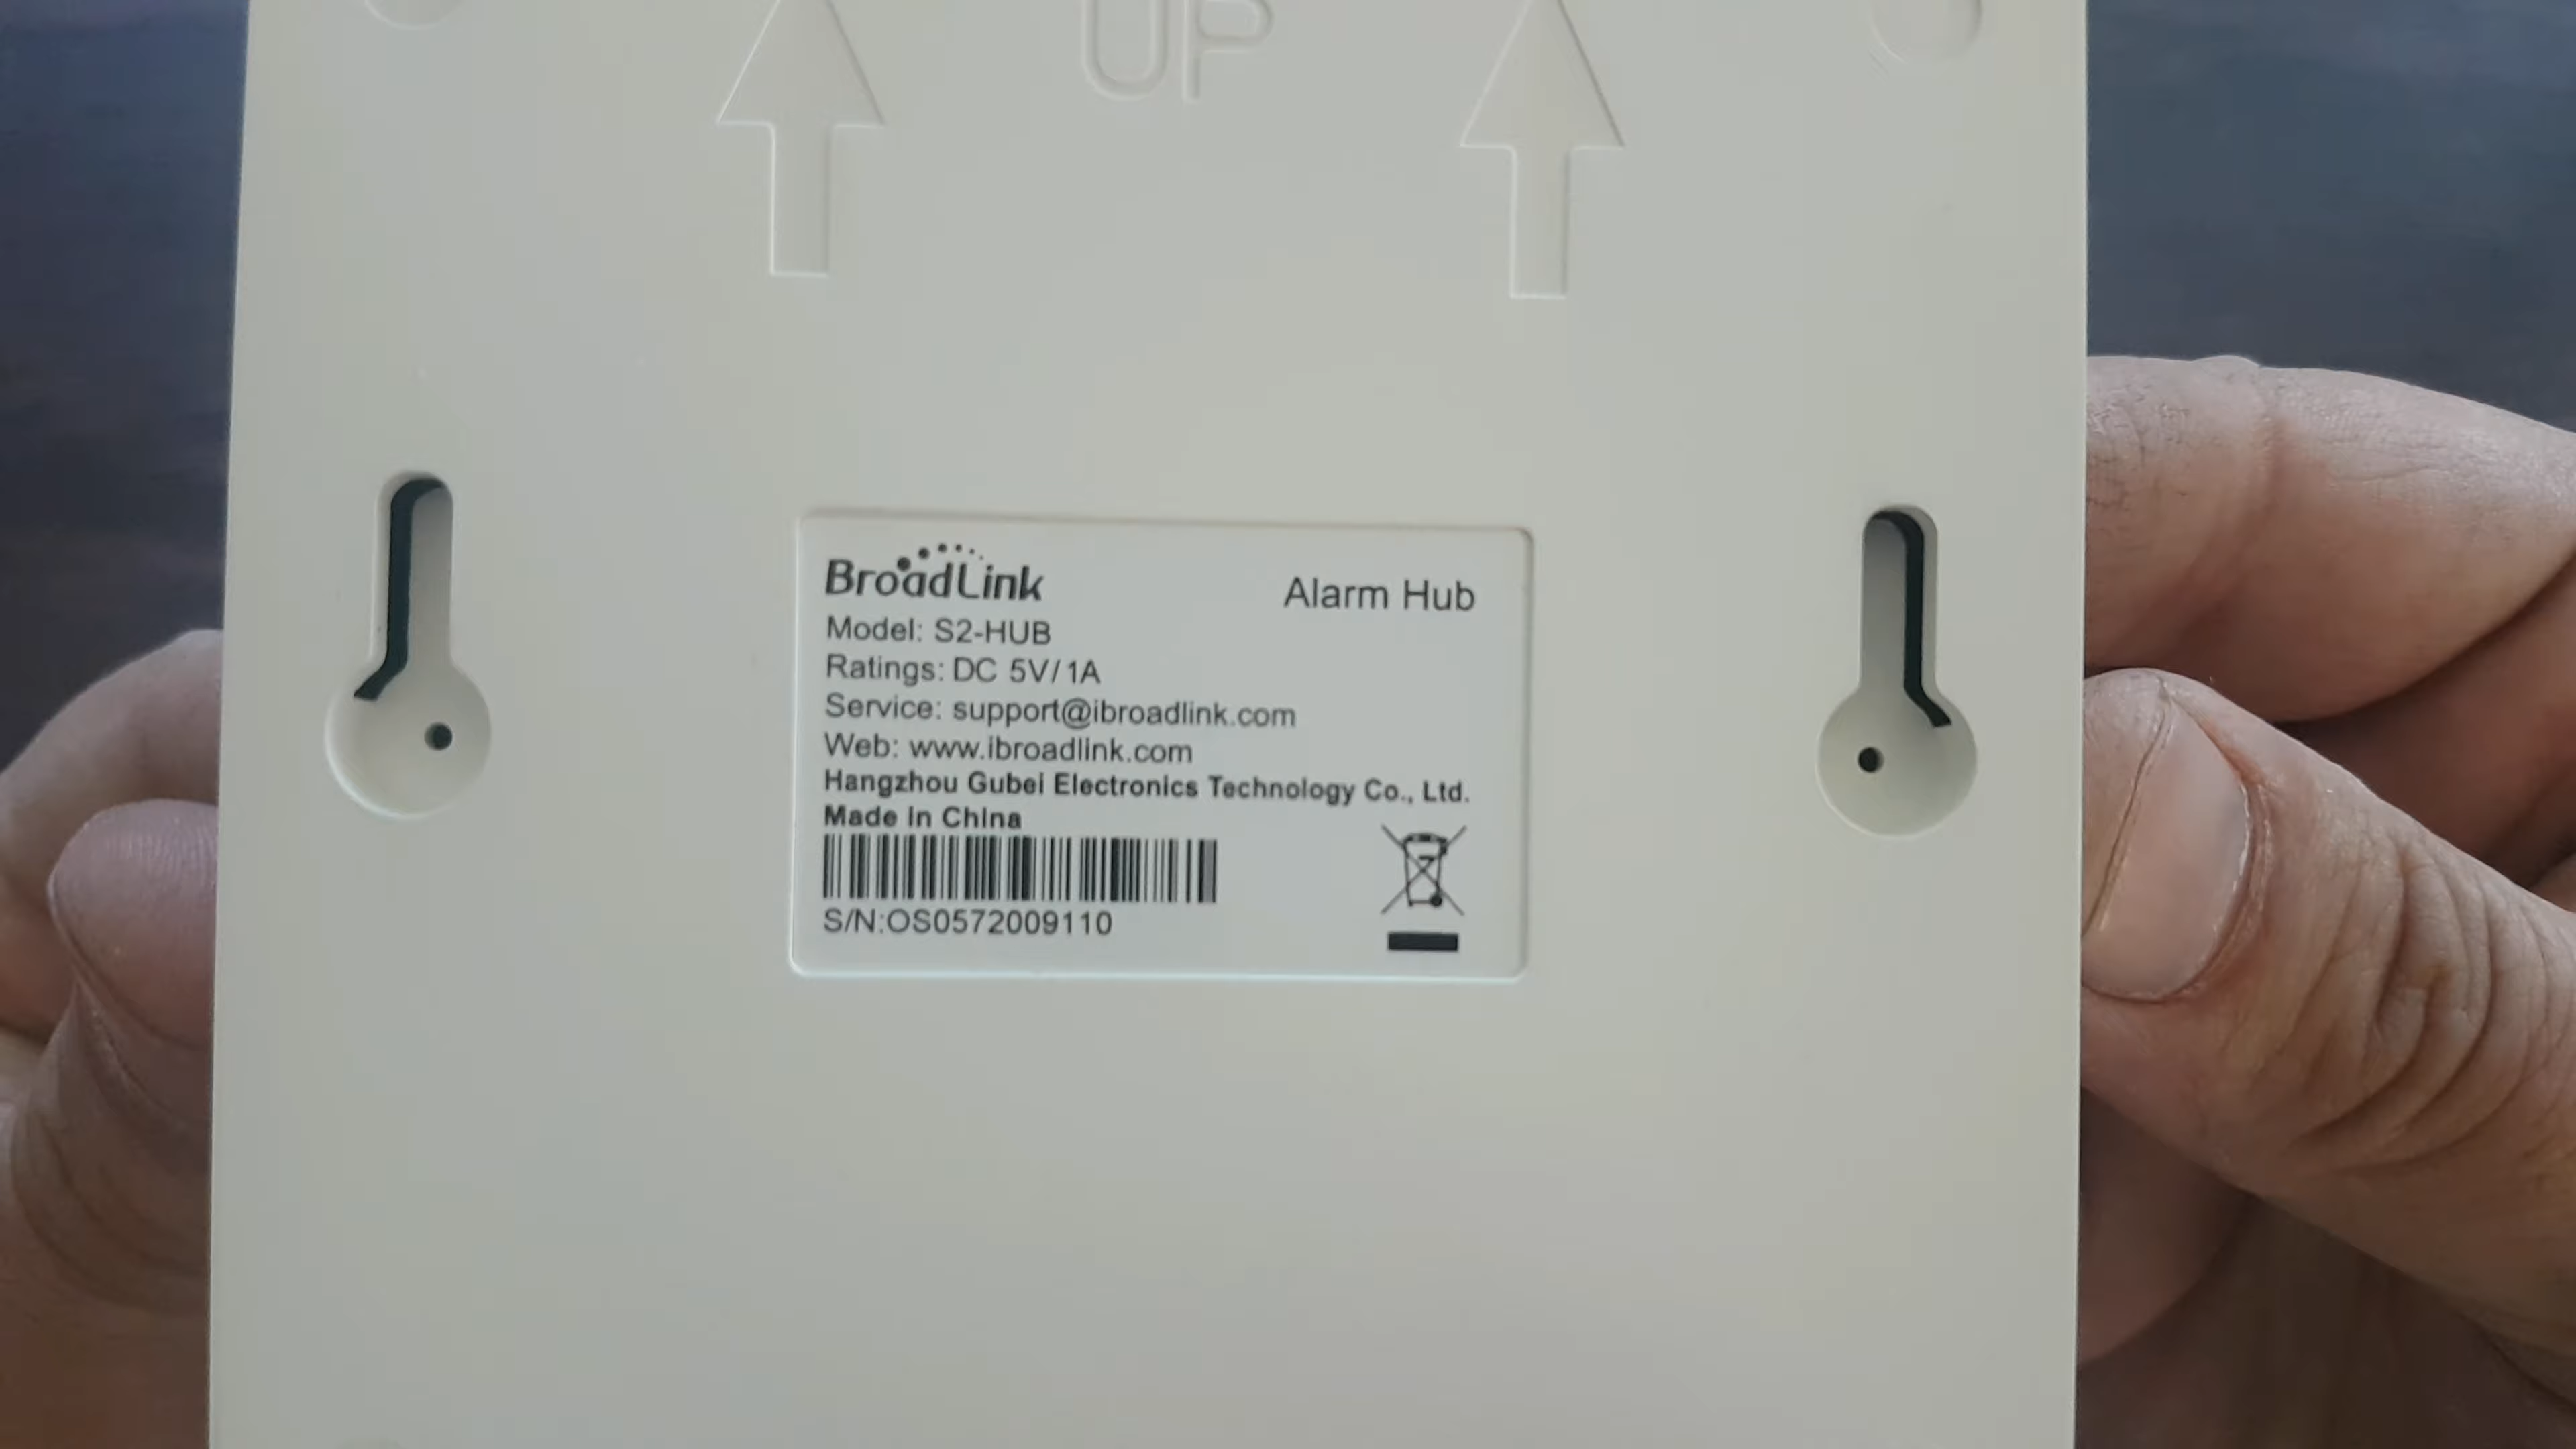 UP
BroadLink
Alarm Hub
Model: S2-HUB
Ratings: DC 5V/1A
Service: support@ibroadlink.com
Web: www.ibroadlink.com
Hangzhou Gubei Electronics Technology Co., Ltd.
Made in China
S/N:OS0572009110